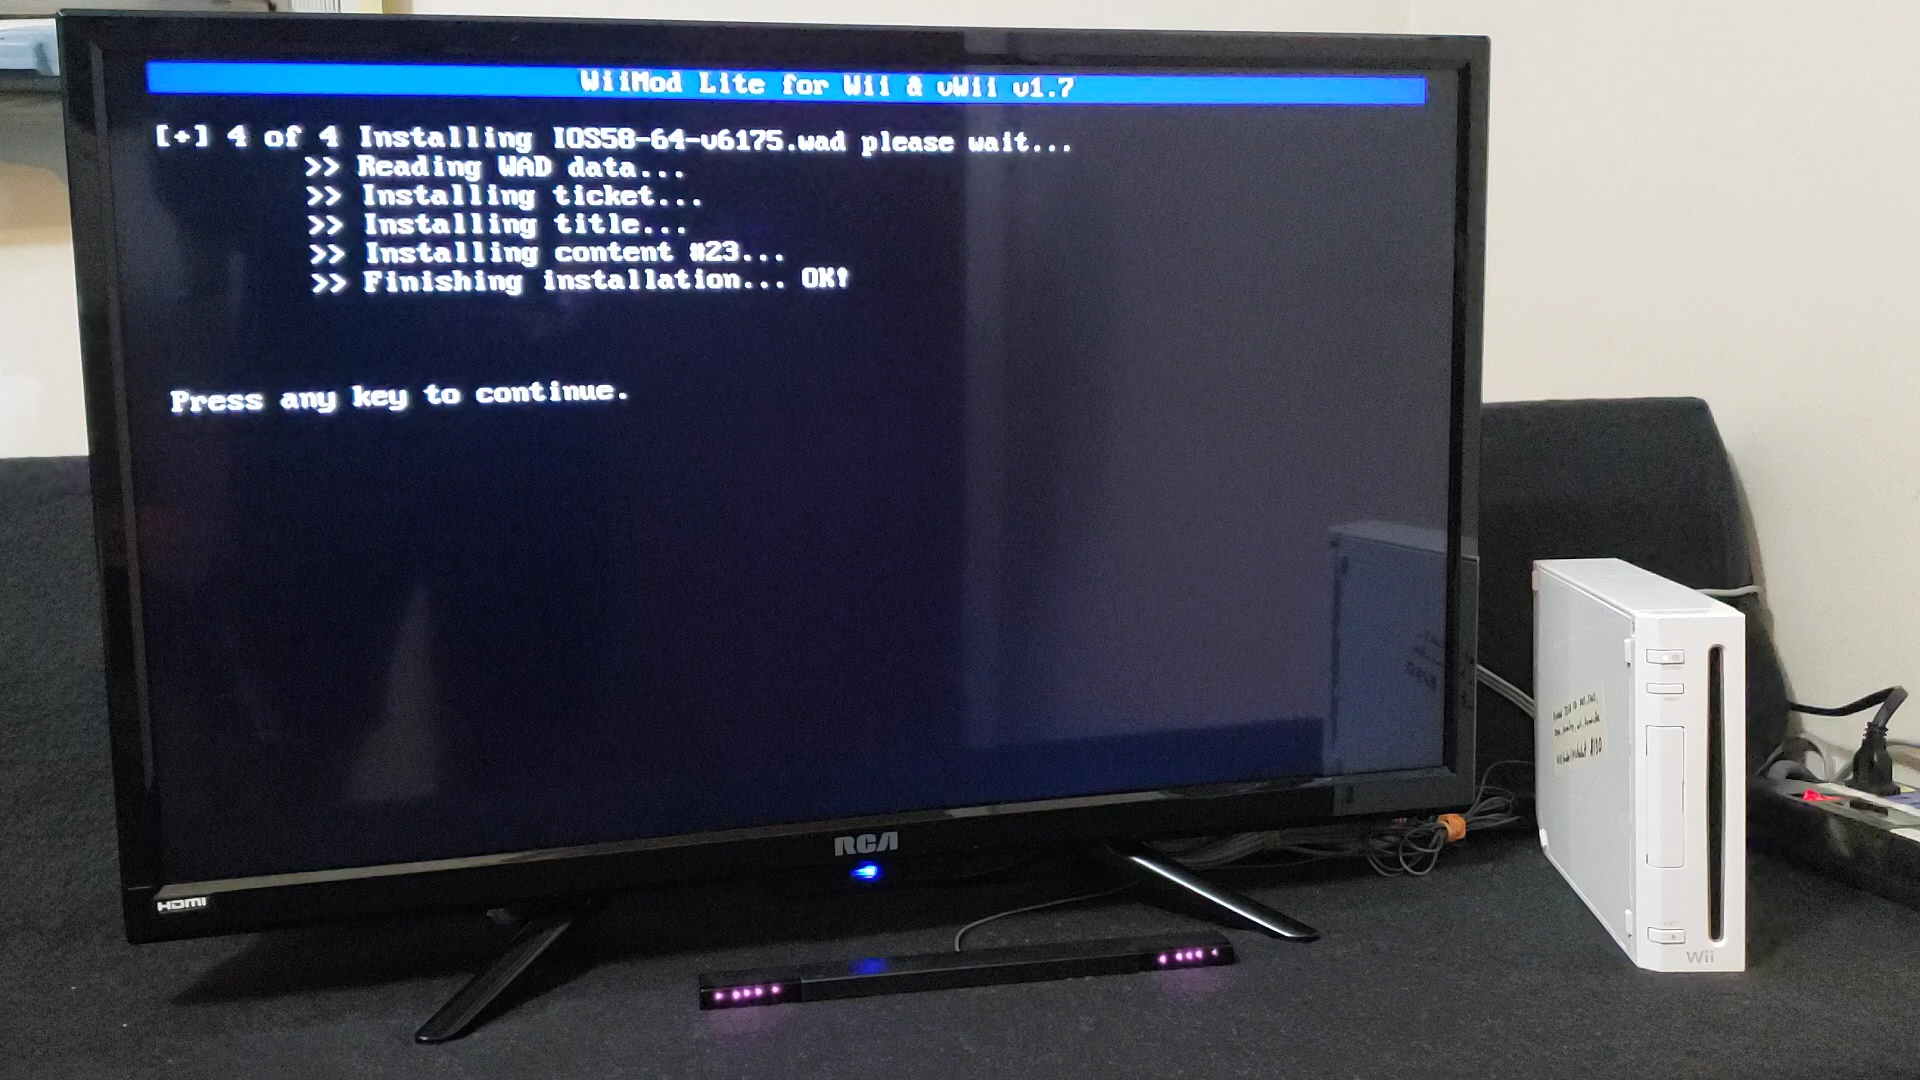 WiiMod Lite for Wii & vWii v1.7
[+] 4 of 4 Installing IOS58-64-v6175.wad please wait...
>> Reading WAD data...
>> Installing ticket...
>> Installing title...
>> Installing content #23...
>> Finishing installation... OK!
Press any key to continue.
RCA
HDMI
Wii